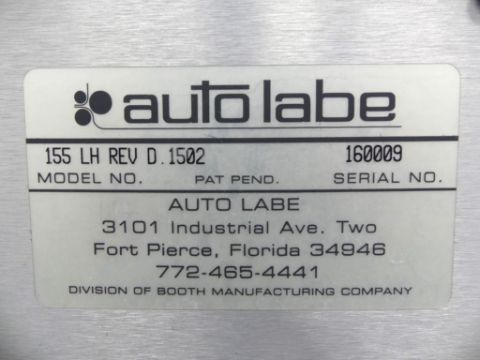 auto labe
155 LH REV D.1502 160009
MODEL NO. PAT PEND. SERIAL NO.
AUTO LABE
3101 Industrial Ave. Two
Fort Pierce, Florida 34946
772-465-4441
DIVISION OF BOOTH MANUFACTURING COMPANY